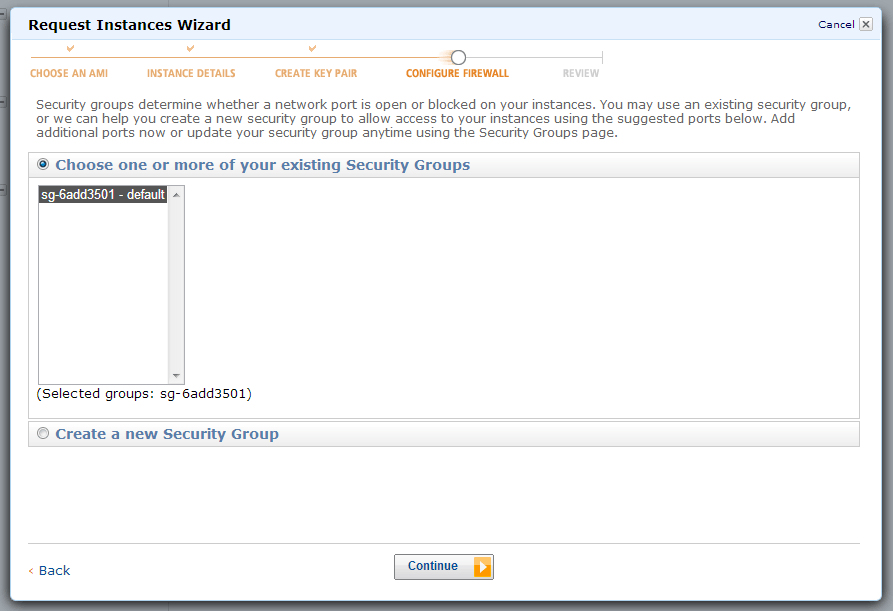 Request Instances Wizard
Cancel
CHOOSE AN AMI INSTANCE DETAILS CREATE KEY PAIR CONFIGURE FIREWALL REVIEW
Security groups determine whether a network port is open or blocked on your instances. You may use an existing security group,
or we can help you create a new security group to allow access to your instances using the suggested ports below. Add
additional ports now or update your security group anytime using the Security Groups page.
Choose one or more of your existing Security Groups
sg-6add3501 - default
(Selected groups: sg-6add3501)
Create a new Security Group
< Back
Continue